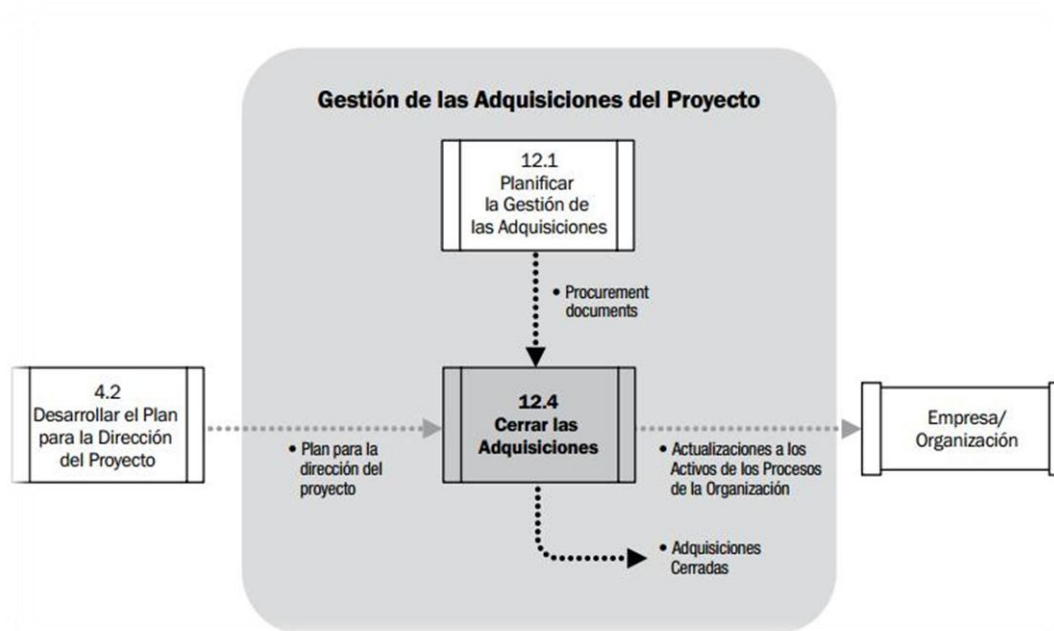 Gestión de las Adquisiciones del Proyecto
12.1
Planificar
la Gestión de
las Adquisiciones
• Procurement
documents
4.2
Desarrollar el Plan
para la Dirección
del Proyecto
• Plan para la
dirección del
proyecto
12.4
Cerrar las
Adquisiciones
• Actualizaciones a los
Activos de los Procesos
de la Organización
Empresa/
Organización
• Adquisiciones
Cerradas